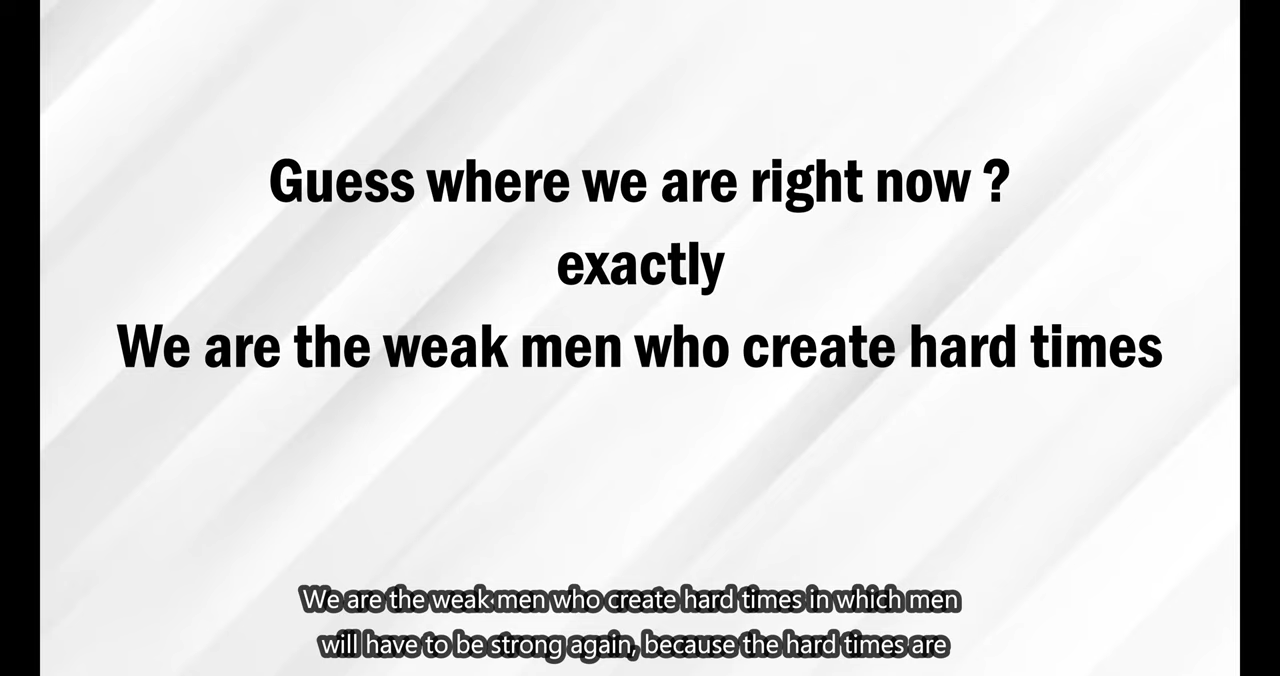 Guess where we are right now ?
exactly
We are the weak men who create hard times
We are the weak men who create hard times in which men
will have to be strong again, because the hard times are